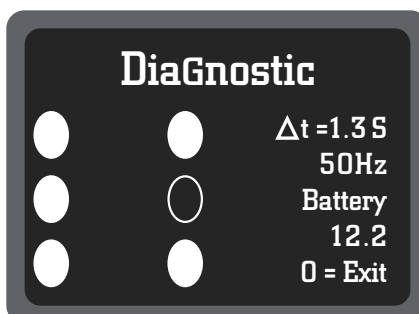 DiaGnostic
Δt =1.3 S
50Hz
Battery
12.2
0 = Exit